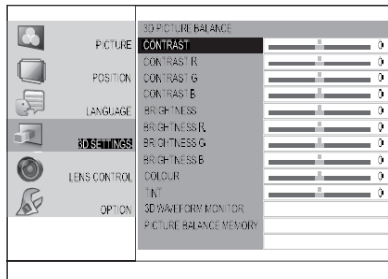 PICTURE
POSITION
LANGUAGE
3D SETTINGS
LENS CONTROL
OPTION
3D PICTURE BALANCE
CONTRAST 0
CONTRAST R 0
CONTRAST G 0
CONTRAST B 0
BRIGHTNESS 0
BRIGHTNESS R 0
BRIGHTNESS G 0
BRIGHTNESS B 0
COLOUR 0
TINT 0
3D WAVEFORM MONITOR
PICTURE BALANCE MEMORY